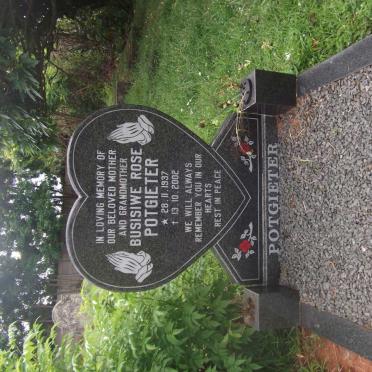 IN LOVING MEMORY OF
OUR BELOVED MOTHER
AND GRANDMOTHER
BUSISIWE ROSE
POTGIETER
★ 28.11.1937
† 13.10.2002
WE WILL ALWAYS
REMEMBER YOU IN OUR
HEARTS
REST IN PEACE
POTGIETER